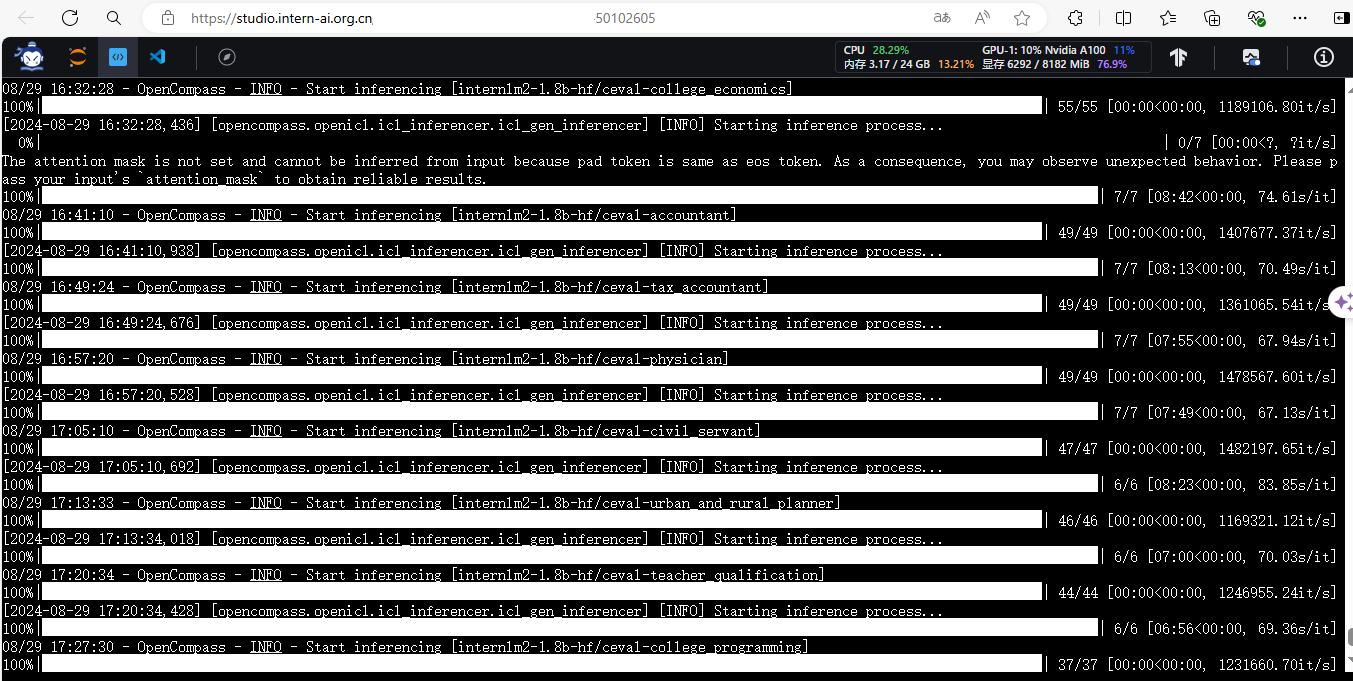 https://studio.intern-ai.org.cn, 50102605 aあ A
CPU 28.29% GPU-1: 10% Nvidia A100 11%
内存 3.17 / 24 GB 13.21% 显存 6292 / 8182 MiB 76.9%
08/29 16:32:28 - OpenCompass - INFO - Start inferencing [internlm2-1.8b-hf/ceval-college_economics]
100%| | 55/55 [00:00<00:00, 1189106.80it/s]
[2024-08-29 16:32:28,436] [opencompass.openicl.icl_inferencer.icl_gen_inferencer] [INFO] Starting inference process...
0%| | 0/7 [00:00<?, ?it/s]
The attention mask is not set and cannot be inferred from input because pad token is same as eos token. As a consequence, you may observe unexpected behavior. Please p
ass your input's `attention_mask` to obtain reliable results.
100%| | 7/7 [08:42<00:00, 74.61s/it]
08/29 16:41:10 - OpenCompass - INFO - Start inferencing [internlm2-1.8b-hf/ceval-accountant]
100%| | 49/49 [00:00<00:00, 1407677.37it/s]
[2024-08-29 16:41:10,938] [opencompass.openicl.icl_inferencer.icl_gen_inferencer] [INFO] Starting inference process...
100%| | 7/7 [08:13<00:00, 70.49s/it]
08/29 16:49:24 - OpenCompass - INFO - Start inferencing [internlm2-1.8b-hf/ceval-tax_accountant]
100%| | 49/49 [00:00<00:00, 1361065.54it/s]
[2024-08-29 16:49:24,676] [opencompass.openicl.icl_inferencer.icl_gen_inferencer] [INFO] Starting inference process...
100%| | 7/7 [07:55<00:00, 67.94s/it]
08/29 16:57:20 - OpenCompass - INFO - Start inferencing [internlm2-1.8b-hf/ceval-physician]
100%| | 49/49 [00:00<00:00, 1478567.60it/s]
[2024-08-29 16:57:20,528] [opencompass.openicl.icl_inferencer.icl_gen_inferencer] [INFO] Starting inference process...
100%| | 7/7 [07:49<00:00, 67.13s/it]
08/29 17:05:10 - OpenCompass - INFO - Start inferencing [internlm2-1.8b-hf/ceval-civil_servant]
100%| | 47/47 [00:00<00:00, 1482197.65it/s]
[2024-08-29 17:05:10,692] [opencompass.openicl.icl_inferencer.icl_gen_inferencer] [INFO] Starting inference process...
100%| | 6/6 [08:23<00:00, 83.85s/it]
08/29 17:13:33 - OpenCompass - INFO - Start inferencing [internlm2-1.8b-hf/ceval-urban_and_rural_planner]
100%| | 46/46 [00:00<00:00, 1169321.12it/s]
[2024-08-29 17:13:34,018] [opencompass.openicl.icl_inferencer.icl_gen_inferencer] [INFO] Starting inference process...
100%| | 6/6 [07:00<00:00, 70.03s/it]
08/29 17:20:34 - OpenCompass - INFO - Start inferencing [internlm2-1.8b-hf/ceval-teacher_qualification]
100%| | 44/44 [00:00<00:00, 1246955.24it/s]
[2024-08-29 17:20:34,428] [opencompass.openicl.icl_inferencer.icl_gen_inferencer] [INFO] Starting inference process...
100%| | 6/6 [06:56<00:00, 69.36s/it]
08/29 17:27:30 - OpenCompass - INFO - Start inferencing [internlm2-1.8b-hf/ceval-college_programming]
100%| | 37/37 [00:00<00:00, 1231660.70it/s]